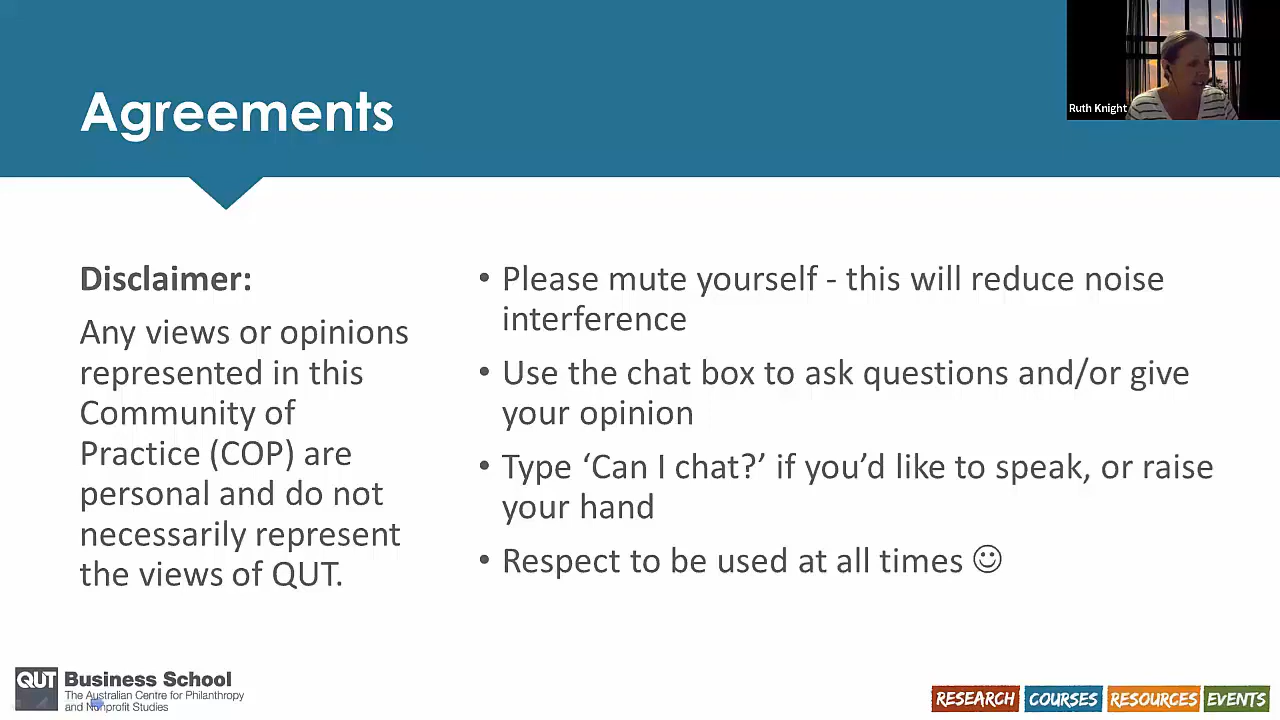 Agreements
Ruth Knight
Disclaimer:
Any views or opinions
represented in this
Community of
Practice (COP) are
personal and do not
necessarily represent
the views of QUT.
• Please mute yourself - this will reduce noise
interference
• Use the chat box to ask questions and/or give
your opinion
• Type ‘Can I chat?’ if you’d like to speak, or raise
your hand
• Respect to be used at all times ☺
QUT Business School
The Australian Centre for Philanthropy
and Nonprofit Studies
RESEARCH COURSES RESOURCES EVENTS